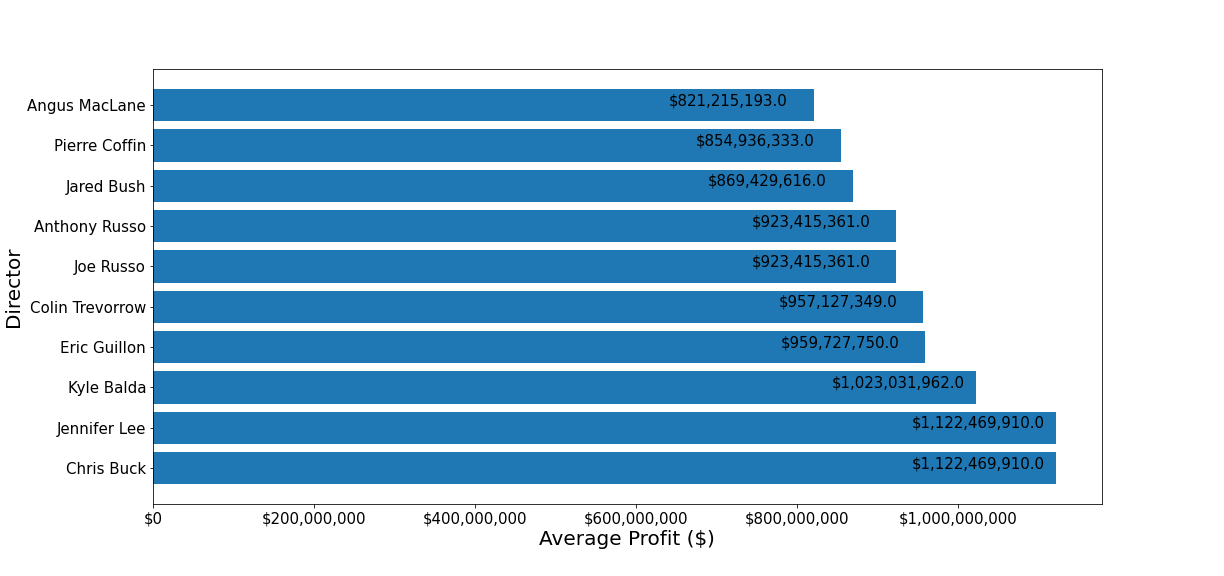 Director
Angus MacLane $821,215,193.0
Pierre Coffin $854,936,333.0
Jared Bush $869,429,616.0
Anthony Russo $923,415,361.0
Joe Russo $923,415,361.0
Colin Trevorrow $957,127,349.0
Eric Guillon $959,727,750.0
Kyle Balda $1,023,031,962.0
Jennifer Lee $1,122,469,910.0
Chris Buck $1,122,469,910.0
$0 $200,000,000 $400,000,000 $600,000,000 $800,000,000 $1,000,000,000
Average Profit ($)